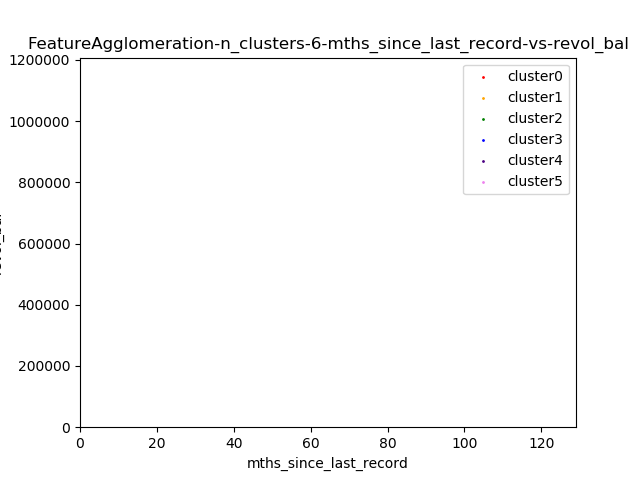 FeatureAgglomeration-n_clusters-6-mths_since_last_record-vs-revol_bal
1200000
1000000
800000
600000
400000
200000
0
0 20 40 60 80 100 120
mths_since_last_record
cluster0
cluster1
cluster2
cluster3
cluster4
cluster5